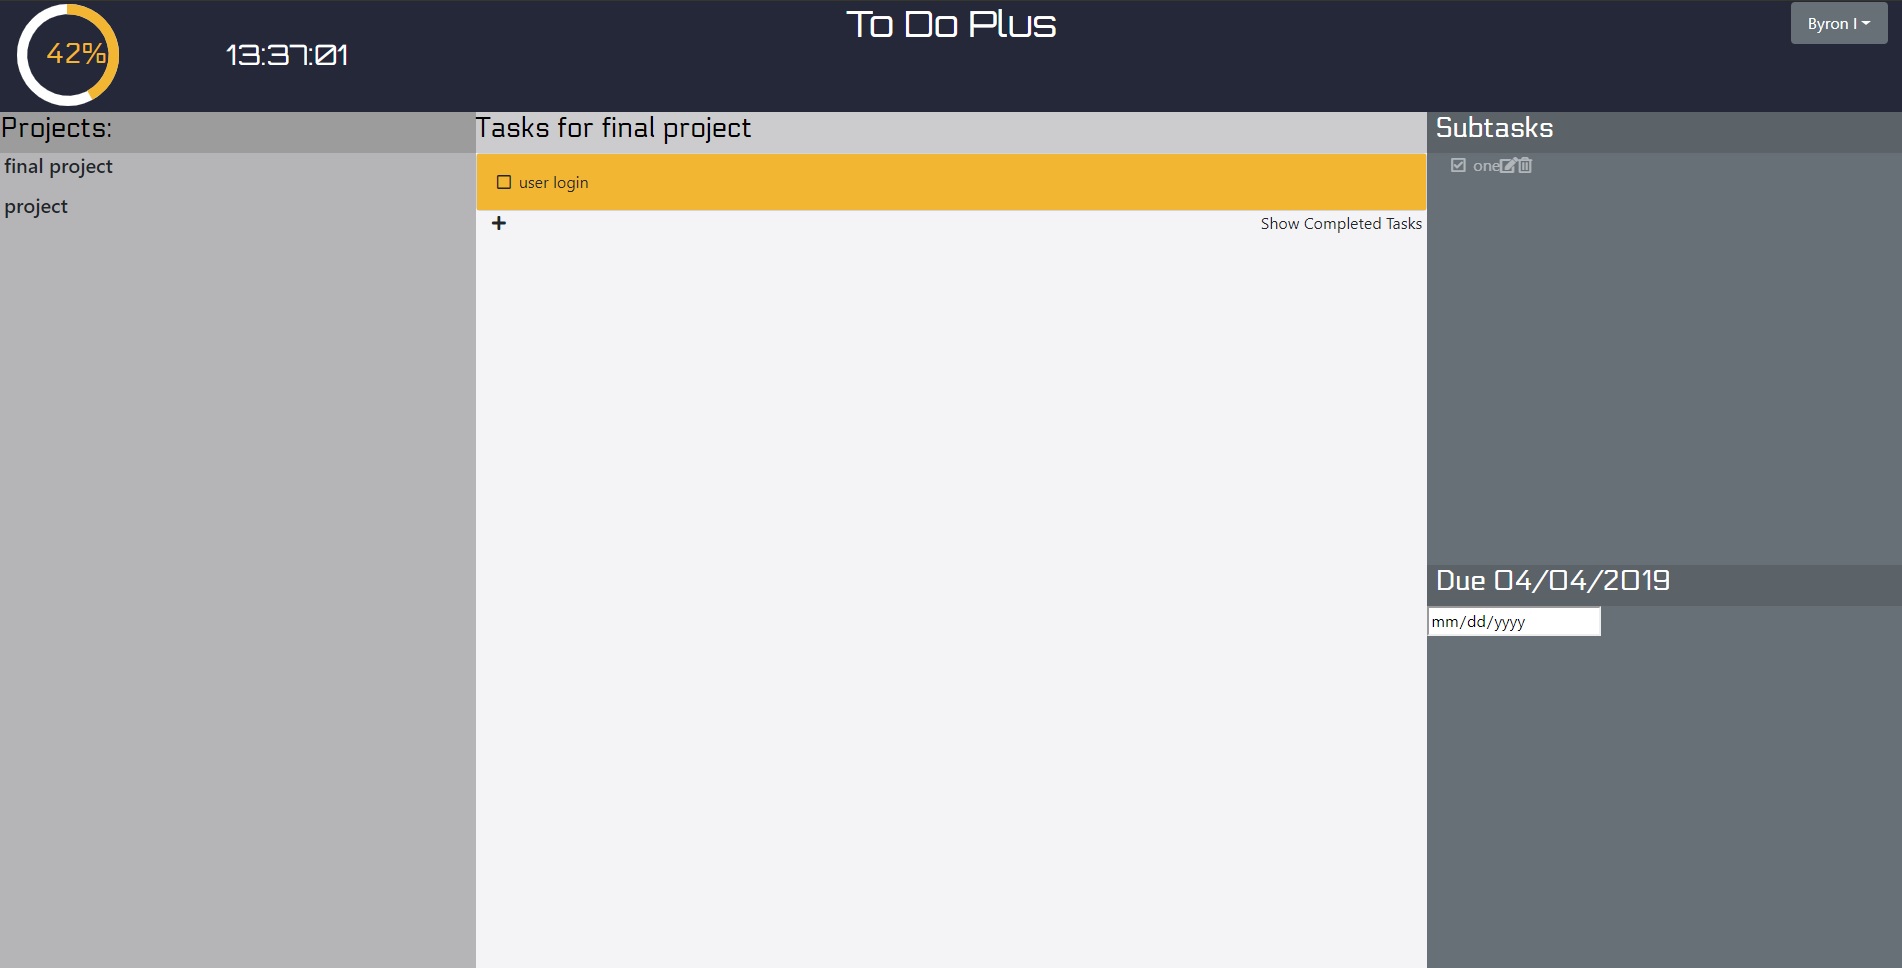 42%
13:37:01
To Do Plus
Byron I
Projects:
final project
project
Tasks for final project
user login
Show Completed Tasks
Subtasks
one
Due 04/04/2019
mm/dd/yyyy